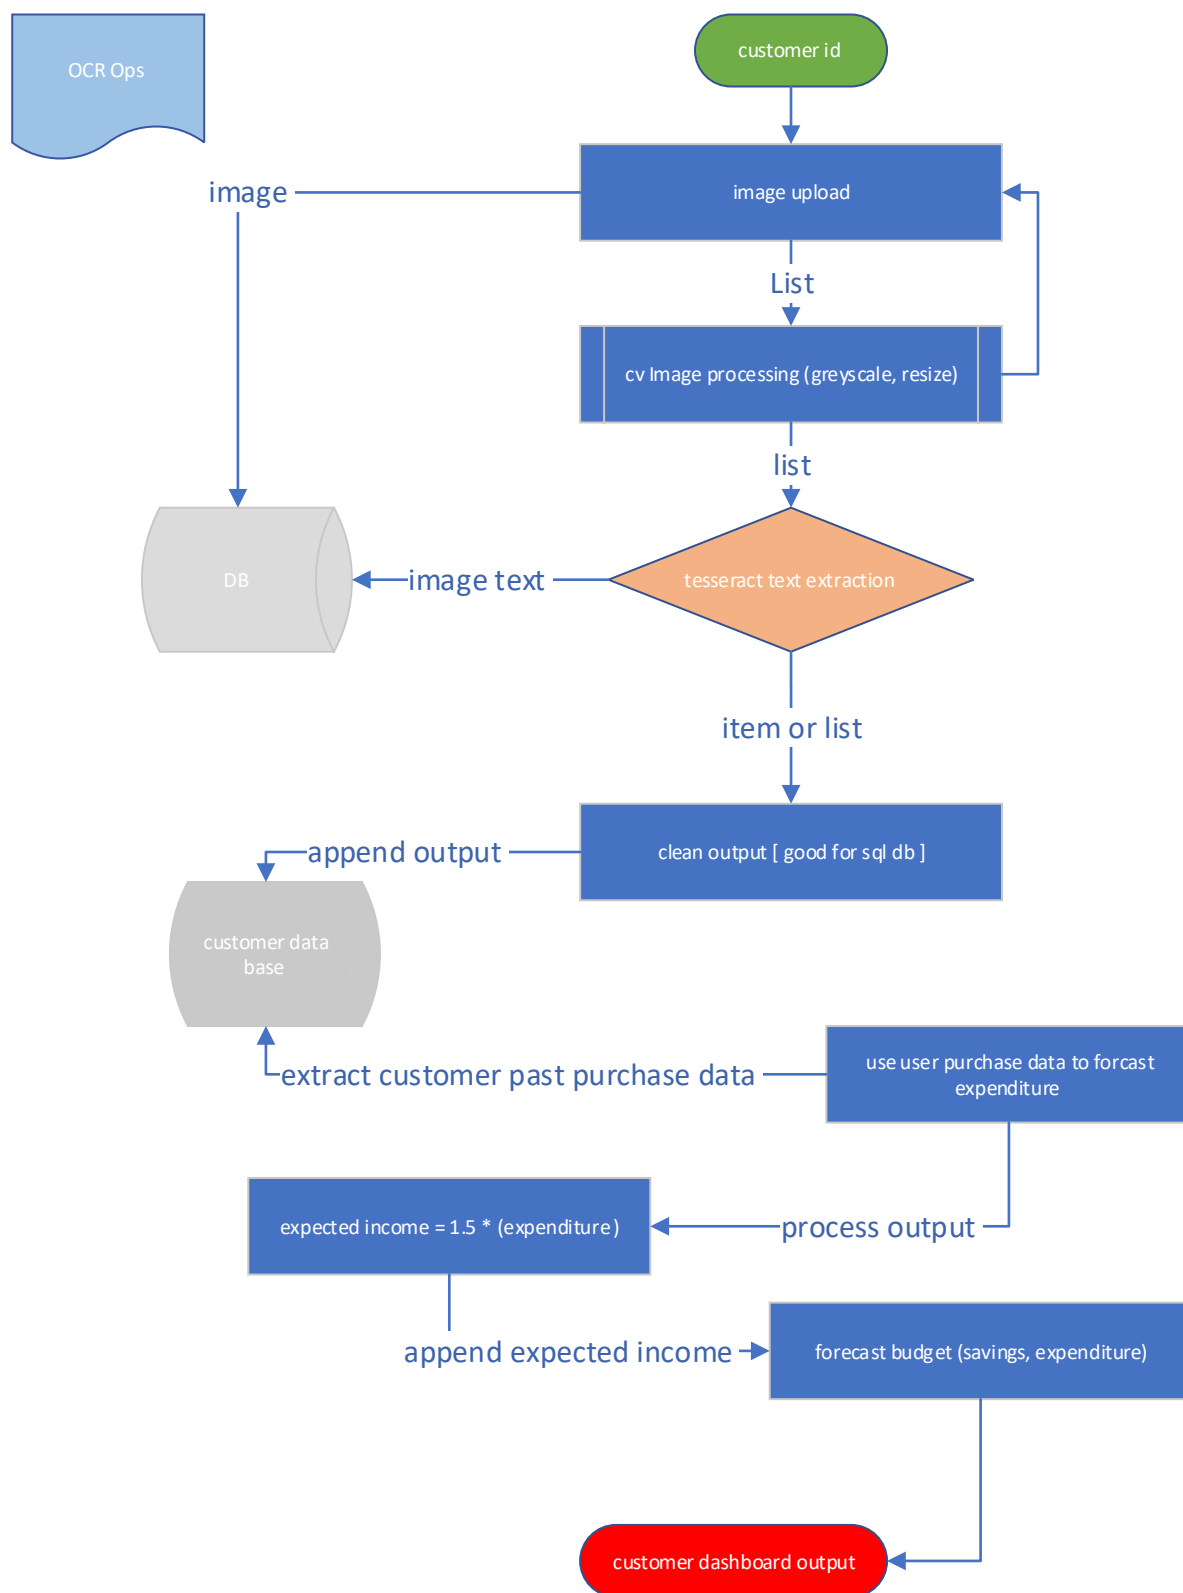 OCR Ops
customer id
image upload
image
List
cv Image processing (greyscale, resize)
list
DB
image text
tesseract text extraction
item or list
clean output [ good for sql db ]
append output
customer data
base
use user purchase data to forcast
expenditure
extract customer past purchase data
expected income = 1.5 * (expenditure)
process output
append expected income
forecast budget (savings, expenditure)
customer dashboard output